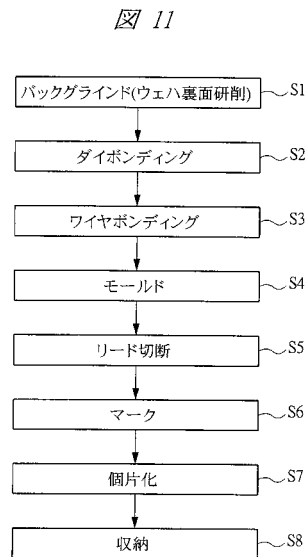 図 11
バックグラインド(ウェハ裏面研削) S1
ダイボンディング S2
ワイヤボンディング S3
モールド S4
リード切断 S5
マーク S6
個片化 S7
収納 S8